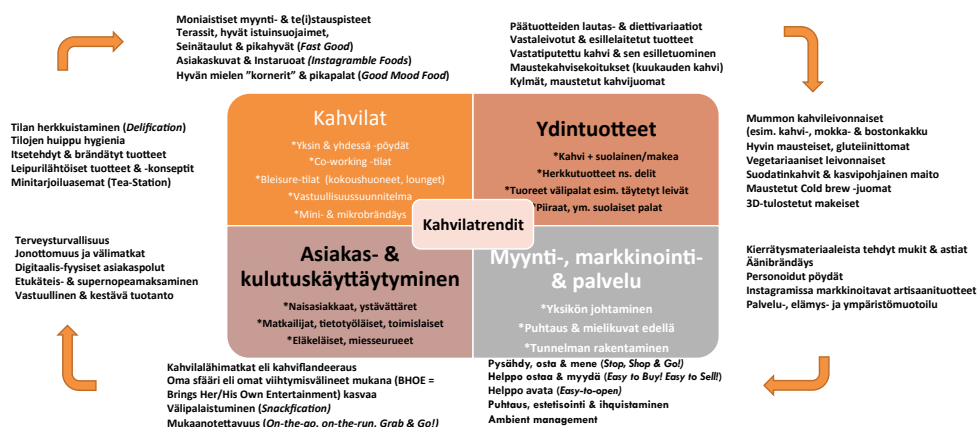 Moniaistiset myynti- & te(i)stauspisteet
Terassit, hyvät istuinsuojaimet,
Seinätaulut & pikahyvät (Fast Good)
Asiakaskuvat & Instaruoat (Instagramble Foods)
Hyvän mielen ”kornerit” & pikapalat (Good Mood Food)
Päätuotteiden lautas- & diettivariaatiot
Vastaleivotut & esillelaitetut tuotteet
Vastatiputettu kahvi & sen esilletuominen
Maustekahvisekoitukset (kuukauden kahvi)
Kylmät, maustetut kahvijuomat
Tilan herkkuistaminen (Delification)
Tilojen huippu hygienia
Itsetehdyt & brändätyt tuotteet
Leipurilähtöiset tuotteet & -konseptit
Minitarjoiluasemat (Tea-Station)
Kahvilat
*Yksin & yhdessä -pöydät
*Co-working -tilat
*Bleisure-tilat (kokoushuoneet, lounget)
*Vastuullisuussuunnitelma
*Mini- & mikrobrändäys
Ydintuotteet
*Kahvi + suolainen/makea
*Herkkutuotteet ns. delit
*Tuoreet välipalat esim. täytetyt leivät
*Piiraat, ym. suolaiset palat
Mummon kahvileivonnaiset
(esim. kahvi-, mokka- & bostonkakku
Hyvin mausteiset, gluteiinittomat
Vegetariaaniset leivonnaiset
Suodatinkahvit & kasvipohjainen maito
Maustetut Cold brew -juomat
3D-tulostetut makeiset
Kahvilatrendit
Terveysturvallisuus
Jonottomuus ja välimatkat
Digitaalis-fyysiset asiakaspolut
Etukäteis- & supernopeamaksaminen
Vastuullinen & kestävä tuotanto
Asiakas- &
kulutuskäyttäytyminen
*Naisasiakkaat, ystävättäret
*Matkailijat, tietotyöläiset, toimislaiset
*Eläkeläiset, miesseurueet
Myynti-, markkinointi-
& palvelu
*Yksikön johtaminen
*Puhtaus & mielikuvat edellä
*Tunnelman rakentaminen
Kierrätysmateriaaleista tehdyt mukit & astiat
Äänibrändäys
Personoidut pöydät
Instagramissa markkinoitavat artisaanituotteet
Palvelu-, elämys- ja ympäristömuotoilu
Kahvilalähimatkat eli kahviflandeeraus
Oma sfääri eli omat viihtymisvälineet mukana (BHOE =
Brings Her/His Own Entertainment) kasvaa
Välipalaistuminen (Snackfication)
Mukaanotettavuus (On-the-go, on-the-run, Grab & Go!)
Pysähdy, osta & mene (Stop, Shop & Go!)
Helppo ostaa & myydä (Easy to Buy! Easy to Sell!)
Helppo avata (Easy-to-open)
Puhtaus, estetisointi & ihquistaminen
Ambient management